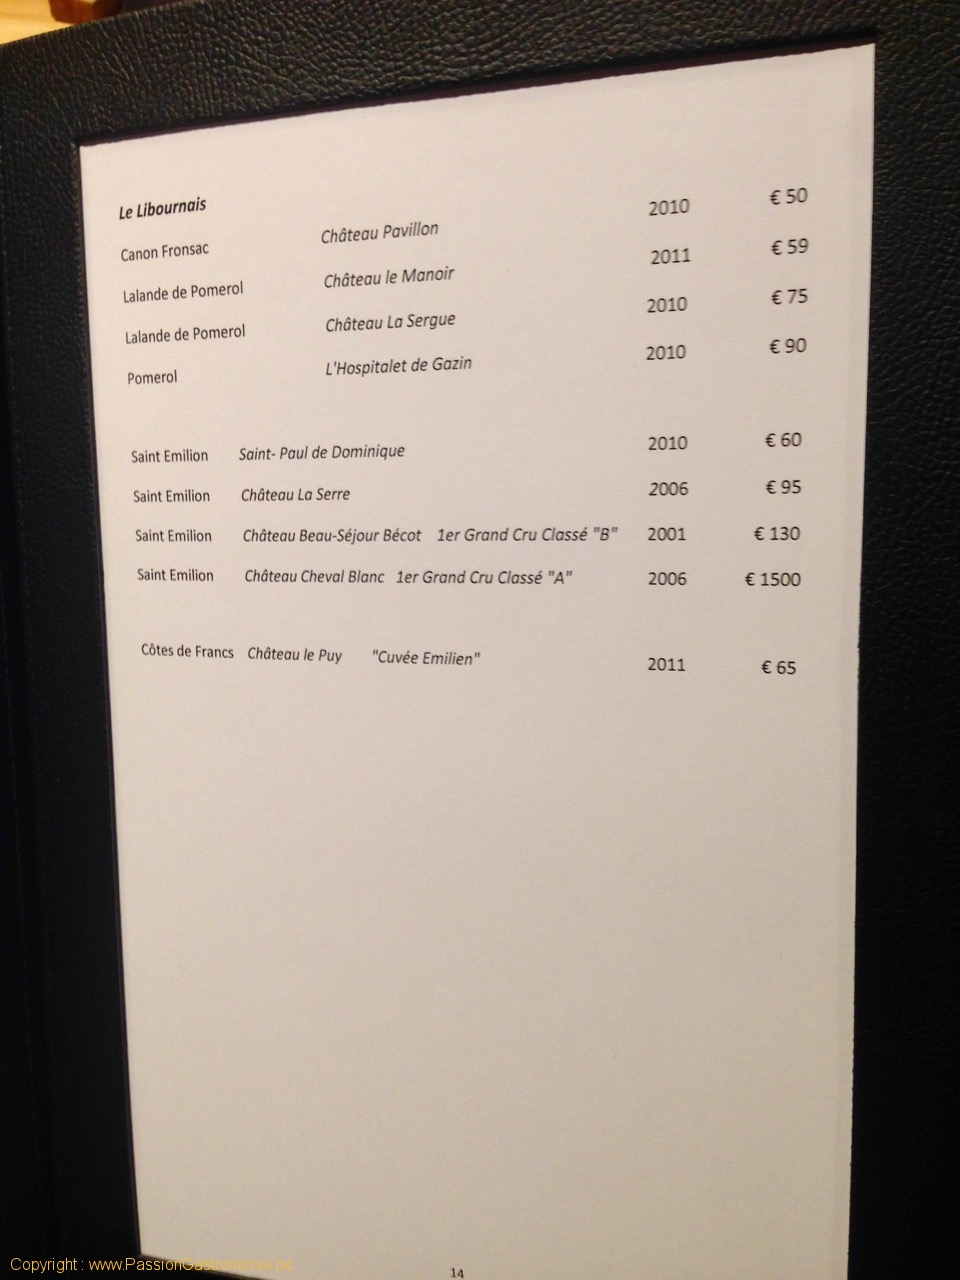 Le Libournais
Canon Fronsac Château Pavillon 2010 € 50
Lalande de Pomerol Château le Manoir 2011 € 59
Lalande de Pomerol Château La Sergue 2010 € 75
Pomerol L'Hospitalet de Gazin 2010 € 90
Saint Emilion Saint- Paul de Dominique 2010 € 60
Saint Emilion Château La Serre 2006 € 95
Saint Emilion Château Beau-Séjour Bécot 1er Grand Cru Classé "B" 2001 € 130
Saint Emilion Château Cheval Blanc 1er Grand Cru Classé "A" 2006 € 1500
Côtes de Francs Château le Puy "Cuvée Emilien" 2011 € 65
14
Copyright : www.PassionGastronomie.be